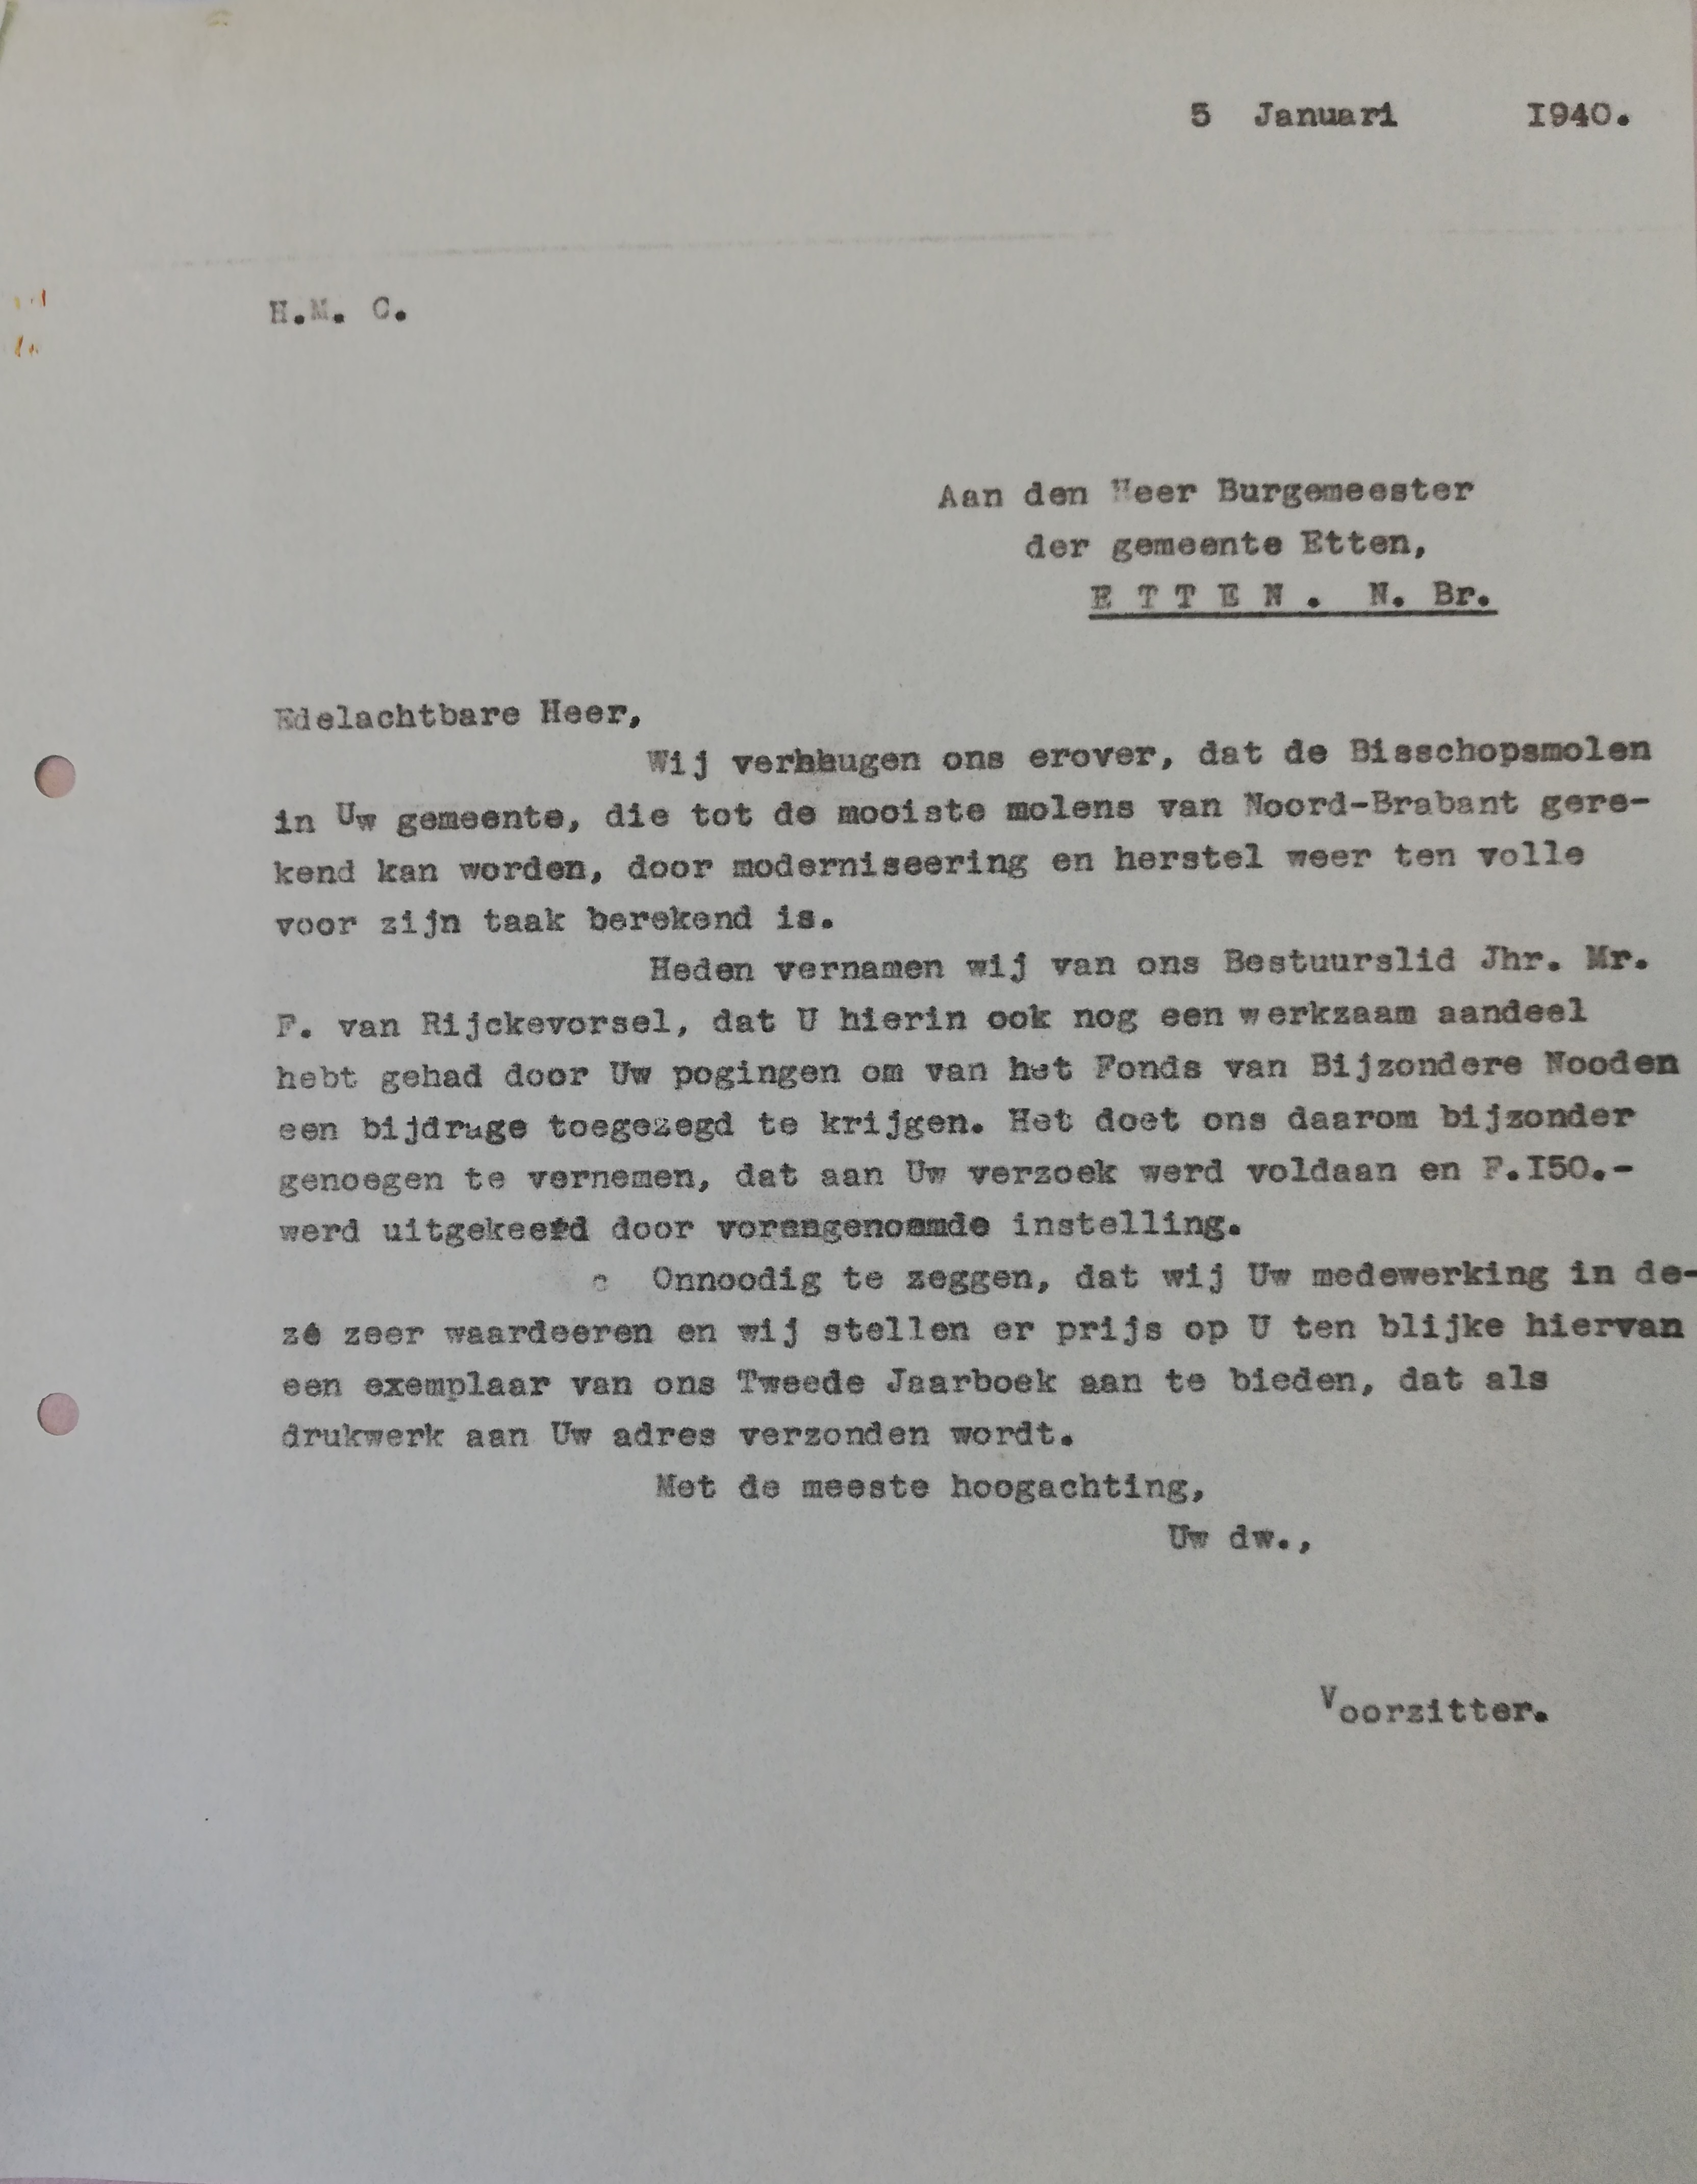 5 Januari 1940.
H.M. C.
Aan den Heer Burgemeester
der gemeente Etten,
E T T E N . N. Br.
Edelachtbare Heer,
Wij verheugen ons erover, dat de Bisschopsmolen
in Uw gemeente, die tot de mooiste molens van Noord-Brabant gere-
kend kan worden, door moderniseering en herstel weer ten volle
voor zijn taak berekend is.
Heden vernamen wij van ons Bestuurslid Jhr. Mr.
F. van Rijckevorsel, dat U hierin ook nog een werkzaam aandeel
hebt gehad door Uw pogingen om van het Fonds van Bijzondere Nooden
een bijdrage toegezegd te krijgen. Het doet ons daarom bijzonder
genoegen te vernemen, dat aan Uw verzoek werd voldaan en F.I50.-
werd uitgekeerd door instelling.
Onnoodig te zeggen, dat wij Uw medewerking in de-
ze zeer waardeeren en wij stellen er prijs op U ten blijke hiervan
een exemplaar van ons Tweede Jaarboek aan te bieden, dat als
drukwerk aan Uw adres verzonden wordt.
Met de meeste hoogachting,
Uw dw.,
Voorzitter.